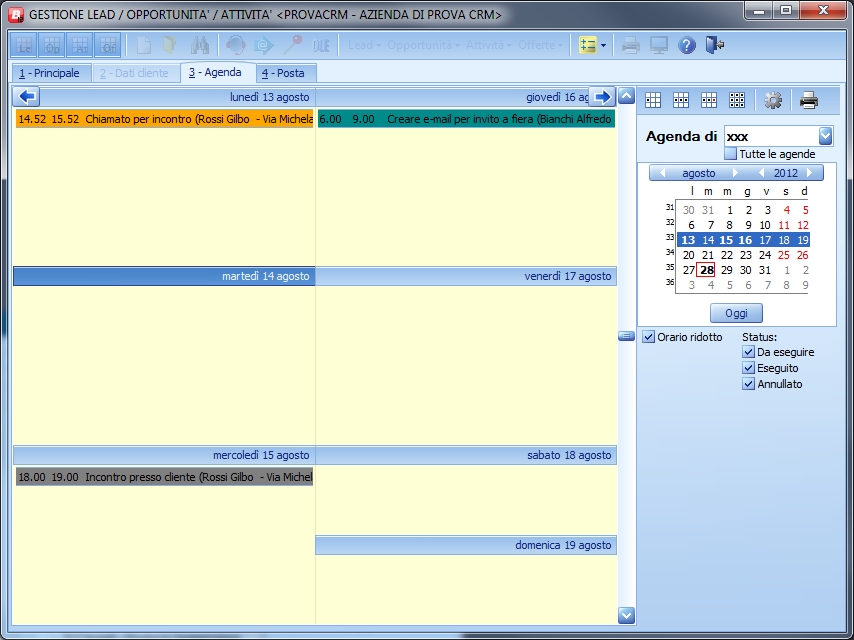 GESTIONE LEAD / OPPORTUNITA' / ATTIVITA' <PROVACRM - AZIENDA DI PROVA CRM>
Lead Opportunità Attività Offerte
1 - Principale 2 - Dati cliente 3 - Agenda 4 - Posta
lunedì 13 agosto
14.52 15.52 Chiamato per incontro (Rossi Gilbo - Via Michela
giovedì 16 ag
6.00 9.00 Creare e-mail per invito a fiera (Bianchi Alfredo
martedì 14 agosto
venerdì 17 agosto
mercoledì 15 agosto
18.00 19.00 Incontro presso cliente (Rossi Gilbo - Via Michel
sabato 18 agosto
domenica 19 agosto
Agenda di xxx
Tutte le agende
agosto 2012
l m m g v s d
31 30 31 1 2 3 4 5
32 6 7 8 9 10 11 12
33 13 14 15 16 17 18 19
34 20 21 22 23 24 25 26
35 27 28 29 30 31 1 2
36 3 4 5 6 7 8 9
Oggi
Orario ridotto
Status:
Da eseguire
Eseguito
Annullato